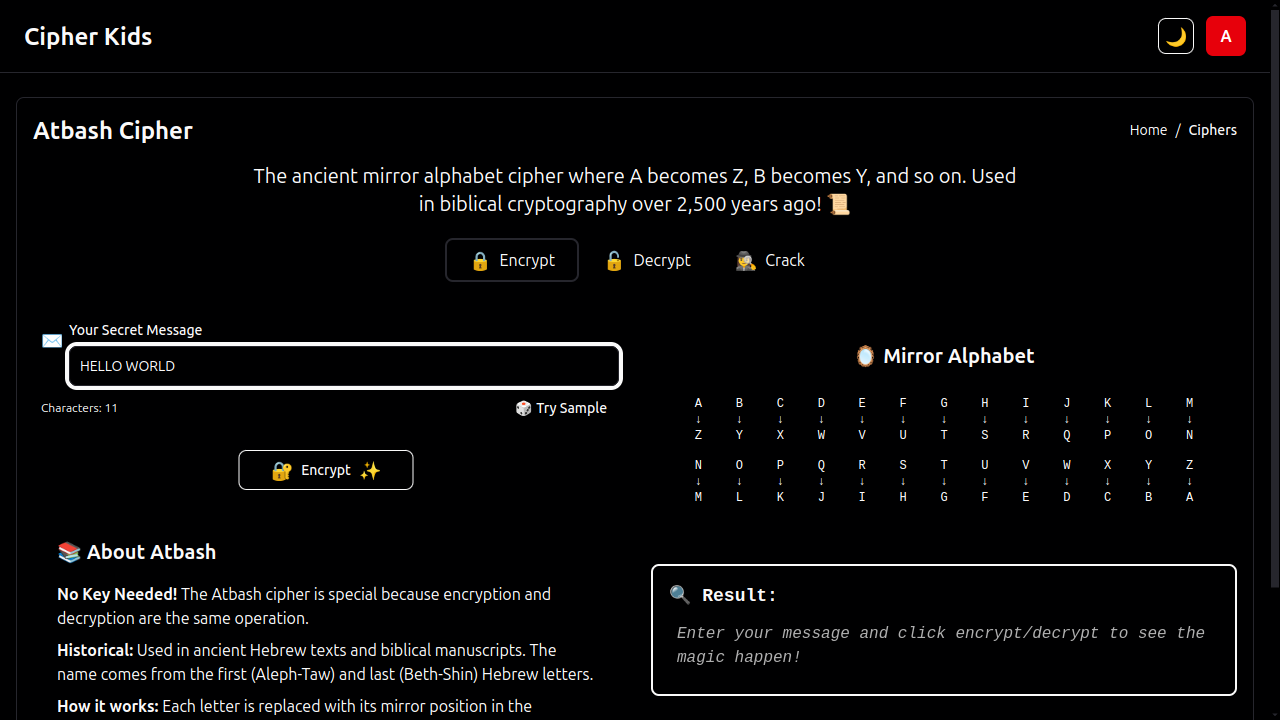 Cipher Kids
A
Atbash Cipher
Home / Ciphers
The ancient mirror alphabet cipher where A becomes Z, B becomes Y, and so on. Used
in biblical cryptography over 2,500 years ago! 📜
🔒 Encrypt
🔓 Decrypt
🕵️ Crack
Your Secret Message
HELLO WORLD
Characters: 11
🎲 Try Sample
🔐 Encrypt ✨
🪞 Mirror Alphabet
A B C D E F G H I J K L M
↓ ↓ ↓ ↓ ↓ ↓ ↓ ↓ ↓ ↓ ↓ ↓ ↓
Z Y X W V U T S R Q P O N
N O P Q R S T U V W X Y Z
↓ ↓ ↓ ↓ ↓ ↓ ↓ ↓ ↓ ↓ ↓ ↓ ↓
M L K J I H G F E D C B A
📚 About Atbash
No Key Needed! The Atbash cipher is special because encryption and
decryption are the same operation.
Historical: Used in ancient Hebrew texts and biblical manuscripts. The
name comes from the first (Aleph-Taw) and last (Beth-Shin) Hebrew letters.
How it works: Each letter is replaced with its mirror position in the
🔍 Result:
Enter your message and click encrypt/decrypt to see the
magic happen!